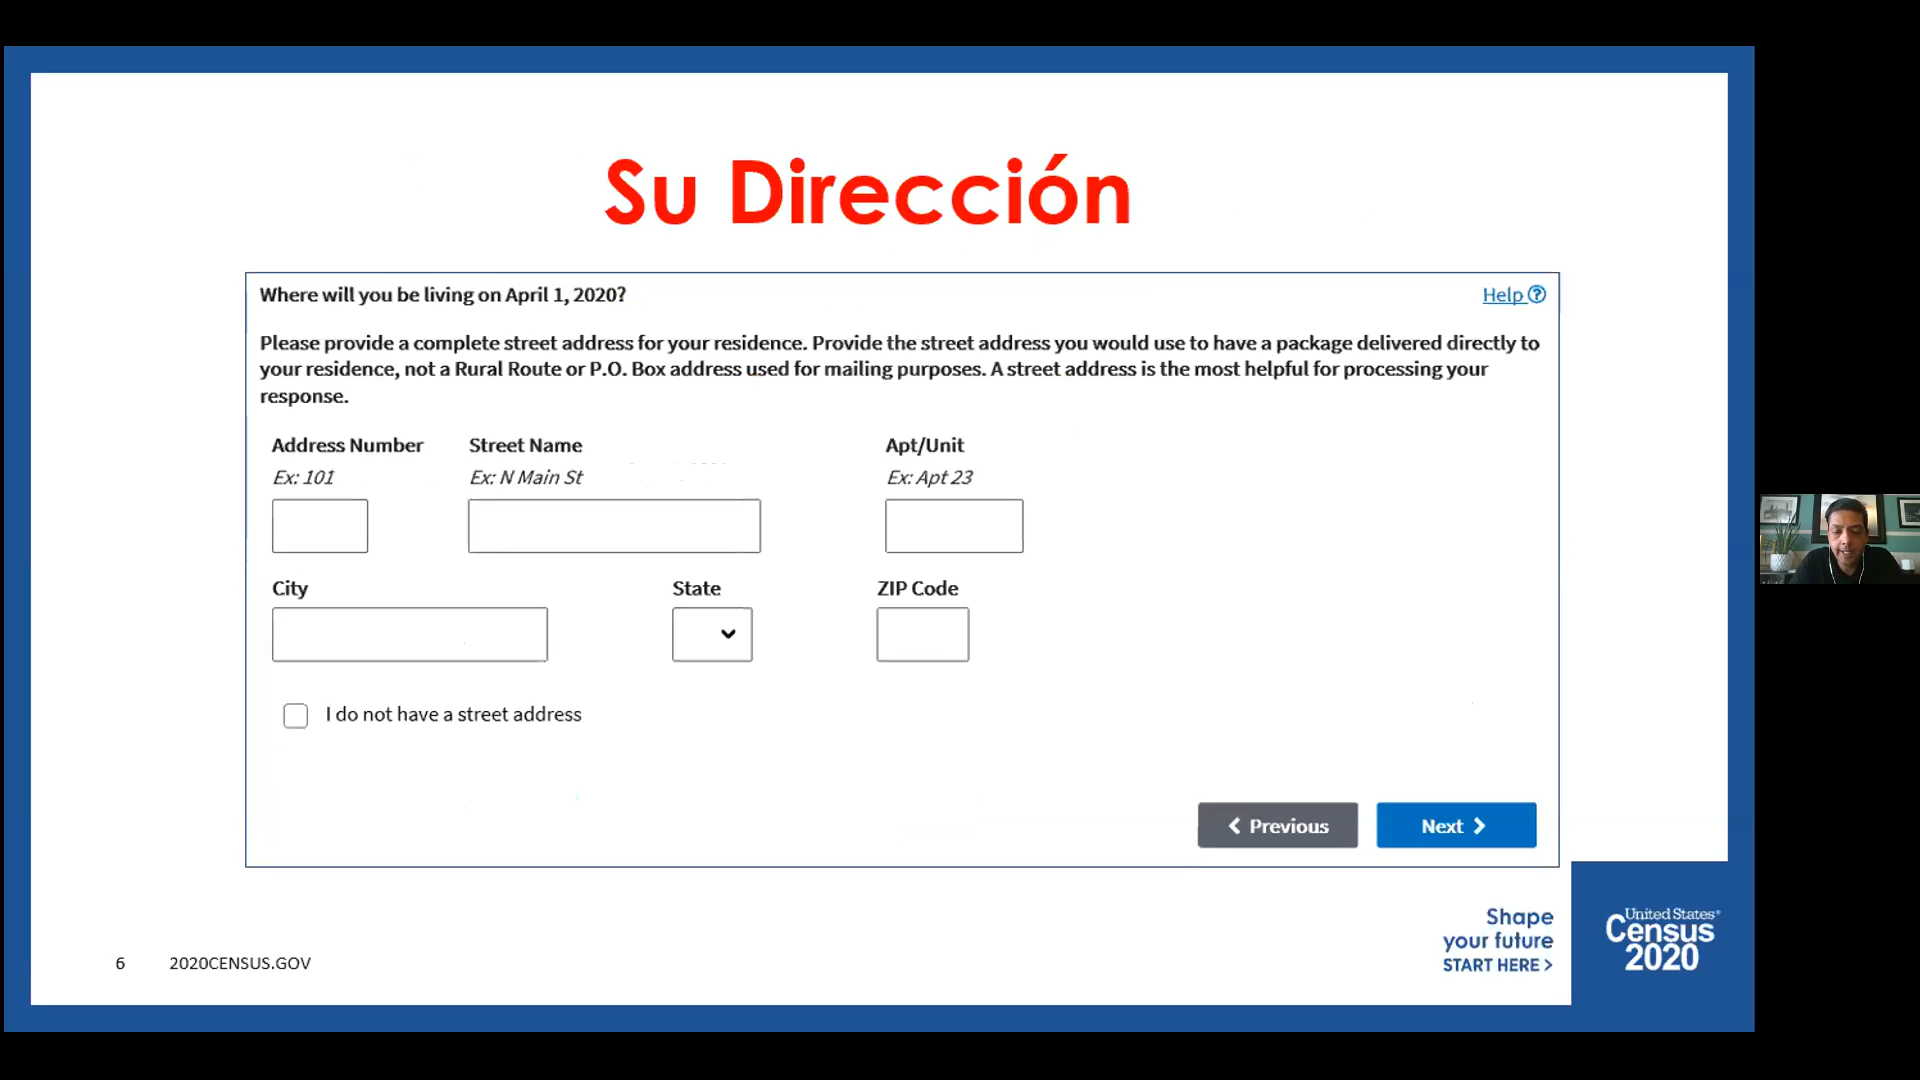 Su Dirección
Where will you be living on April 1, 2020?
Help
Please provide a complete street address for your residence. Provide the street address you would use to have a package delivered directly to
your residence, not a Rural Route or P.O. Box address used for mailing purposes. A street address is the most helpful for processing your
response.
Address Number Street Name Apt/Unit
Ex: 101 Ex: N Main St Ex: Apt 23
City State ZIP Code
I do not have a street address
Previous Next
Shape
your future
START HERE >
United States®
Census
2020
6 2020CENSUS.GOV